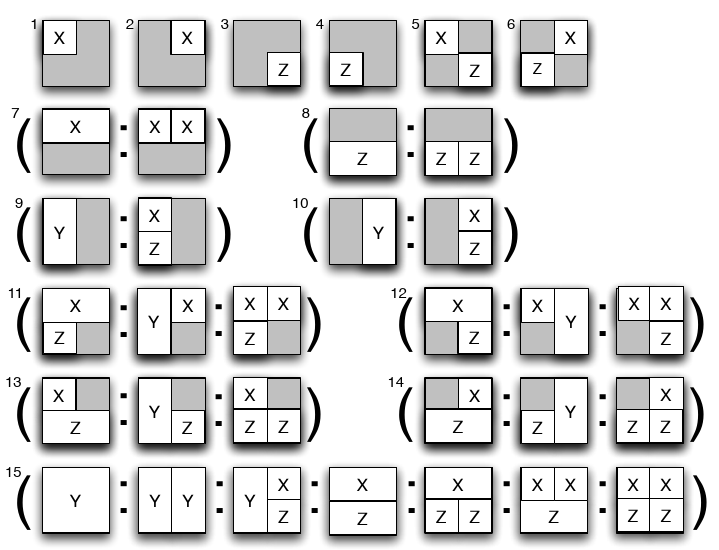 1 X 2 X 3 Z 4 Z 5 X Z 6 X Z
7 ( X : X X ) 8 ( Z : Z Z )
9 ( Y : X Z ) 10 ( Y : X Z )
11 ( X Z : Y X : X X Z ) 12 ( X Z : X Y : X X Z )
13 ( X Z : Y Z : X Z Z ) 14 ( X Z : Z Y : X Z Z )
15 ( Y : Y Y : Y X Z : X Z : X Z Z : X X Z : X X Z Z )